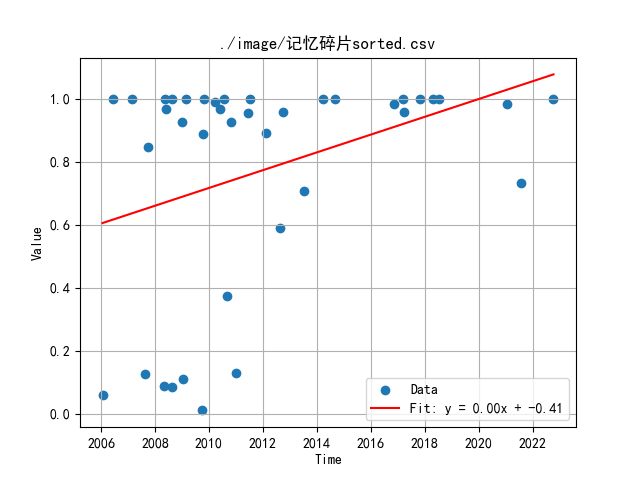 ./image/记忆碎片sorted.csv
1.0
0.8
0.6
0.4
0.2
0.0
Value
Data
Fit: y = 0.00x + -0.41
2006 2008 2010 2012 2014 2016 2018 2020 2022
Time